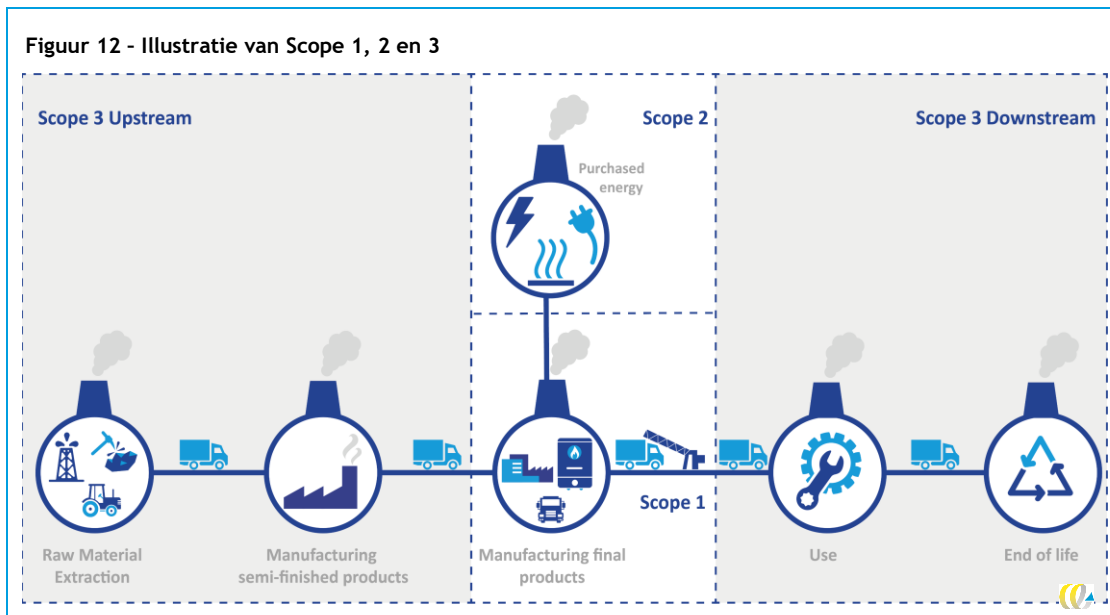 Figuur 12 – Illustratie van Scope 1, 2 en 3
Scope 3 Upstream
Scope 2
Scope 3 Downstream
Purchased
energy
Scope 1
Raw Material
Extraction
Manufacturing
semi-finished products
Manufacturing final
products
Use
End of life